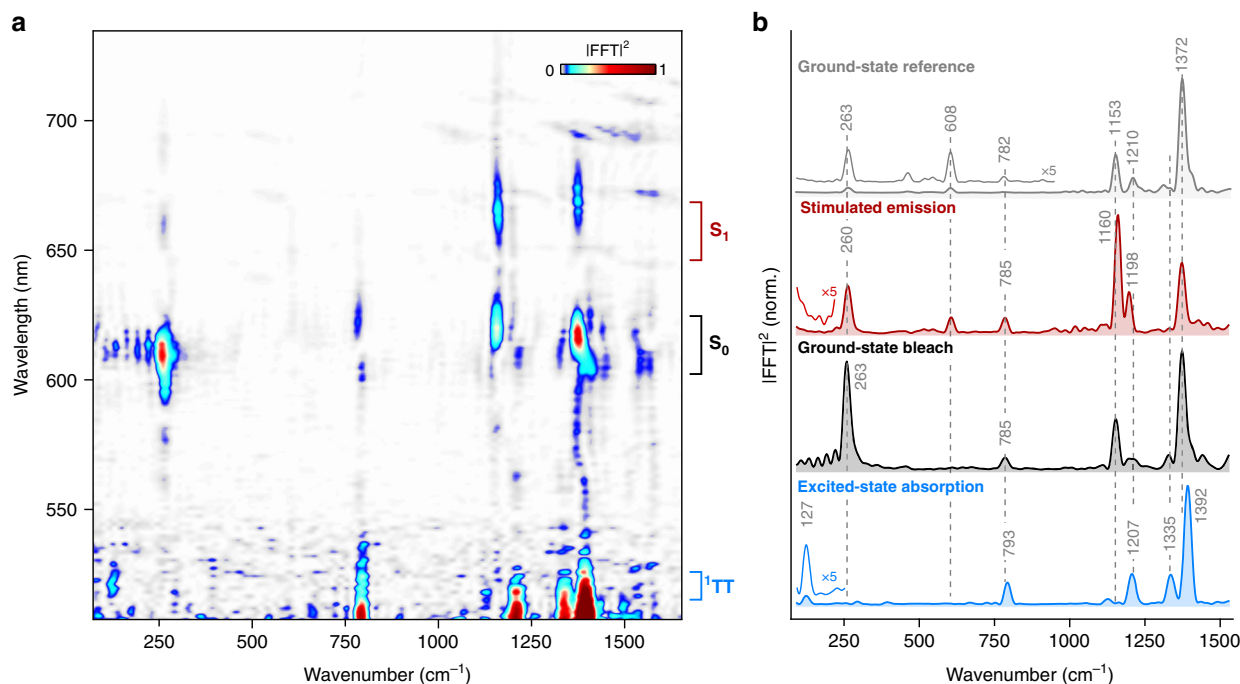 a
|FFT|²
0
1
Wavelength (nm)
700
650
600
550
S₁
S₀
¹TT
250
500
750
1000
1250
1500
Wavenumber (cm⁻¹)
b
|FFT|² (norm.)
Ground-state reference
263
608
782
1153
1210
1372
×5
Stimulated emission
260
785
1160
1198
×5
Ground-state bleach
263
785
Excited-state absorption
127
793
1207
1335
1392
×5
250
500
750
1000
1250
1500
Wavenumber (cm⁻¹)